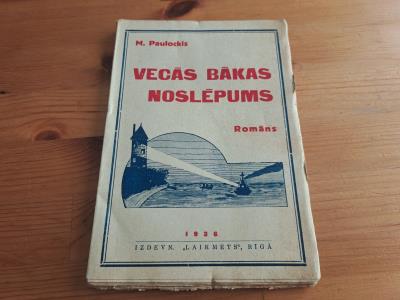 M. Paulockis
VECĀS BĀKAS
NOSLĒPUMS
Romāns
1936
IZDEVN. „LAIKMETS”, RĪGĀ